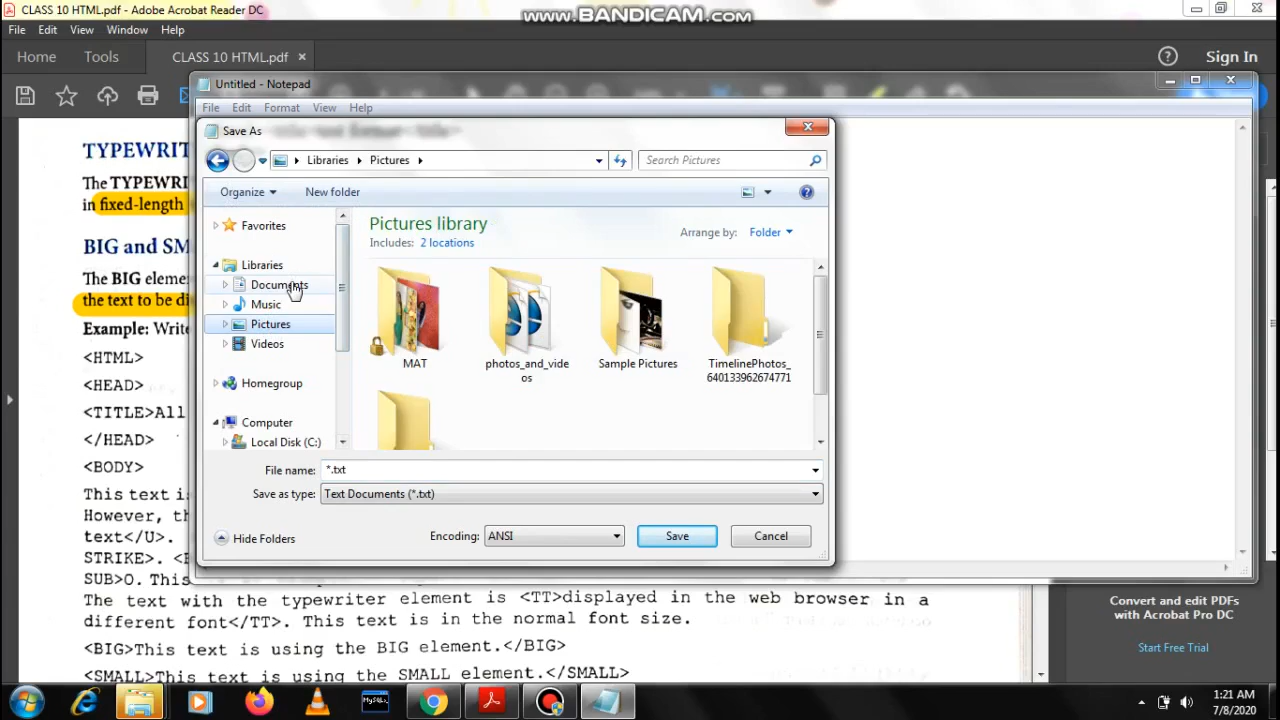 CLASS 10 HTML.pdf - Adobe Acrobat Reader DC
www.BANDICAM.com
File Edit View Window Help
Home Tools CLASS 10 HTML.pdf ×
Sign In
Untitled - Notepad
File Edit Format View Help
Save As
Libraries Pictures
Search Pictures
Organize New folder
Favorites
Libraries
Documents
Music
Pictures
Videos
Homegroup
Computer
Local Disk (C:)
Pictures library
Includes: 2 locations
Arrange by: Folder
MAT
photos_and_vide
os
Sample Pictures
TimelinePhotos_
640133962674771
File name: *.txt
Save as type: Text Documents (*.txt)
Hide Folders
Encoding: ANSI
Save
Cancel
TYPEWRIT
The TYPEWRI
in fixed-length
BIG and SM
The BIG eleme
the text to be di
Example: Write
<HTML>
<HEAD>
<TITLE>All
</HEAD>
<BODY>
This text is
However, th
text</U>.
STRIKE>. <
SUB>O. This
The text with the typewriter element is <TT>displayed in the web browser in a
different font</TT>. This text is in the normal font size.
<BIG>This text is using the BIG element.</BIG>
<SMALL>This text is using the SMALL element.</SMALL>
Convert and edit PDFs
with Acrobat Pro DC
Start Free Trial
MySQL
1:21 AM
7/8/2020